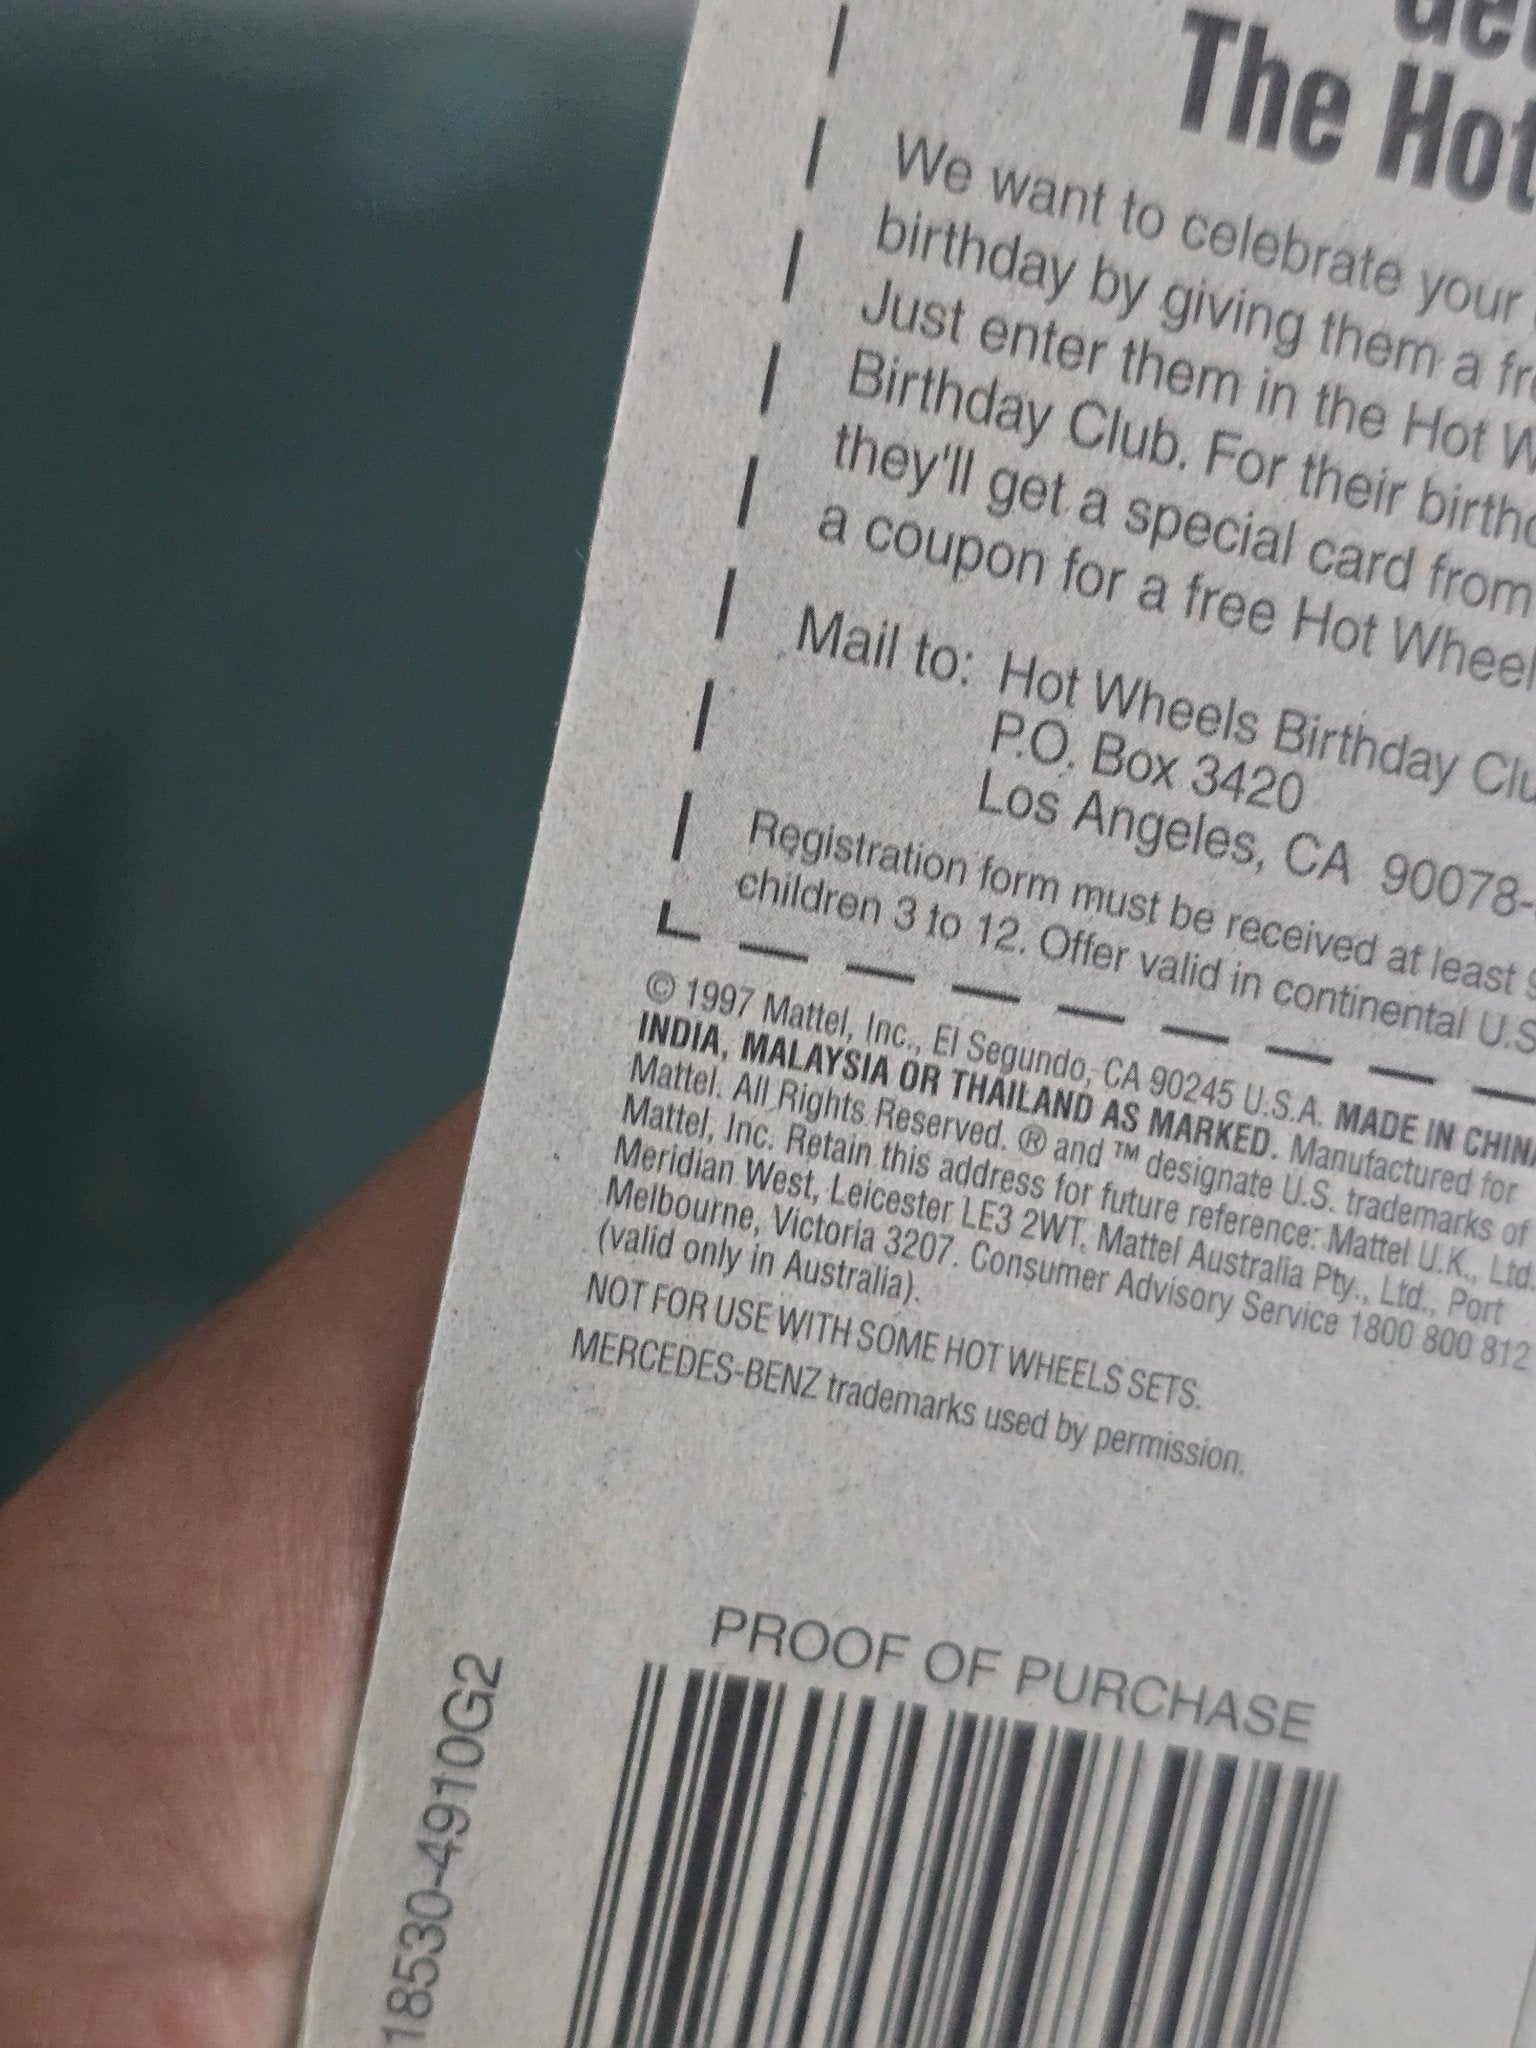 The Hot
We want to celebrate your
birthday by giving them a
Just enter them in the Hot
Birthday Club. For their
they'll get a special card from
a coupon for a free Hot
Mail to: Hot Wheels Birthday
P.O. Box 3420
Los Angeles, CA 90078-
Registration form must be received at least
children 3 to 12. Offer valid in continental U.S
© 1997 Mattel, Inc., El Segundo, CA 90245 U.S.A. MADE IN CHINA
INDIA, MALAYSIA OR THAILAND AS MARKED. Manufactured for
Mattel. All Rights Reserved. ® and ™ designate U.S. trademarks of
Mattel, Inc. Retain this address for future reference: Mattel U.K., Ltd
Meridian West, Leicester LE3 2WT. Mattel Australia Pty., Ltd., Port
Melbourne, Victoria 3207. Consumer Advisory Service 1800 800 812
(valid only in Australia).
NOT FOR USE WITH SOME HOT WHEELS SETS.
MERCEDES-BENZ trademarks used by permission.
PROOF OF PURCHASE
18530-4910G2